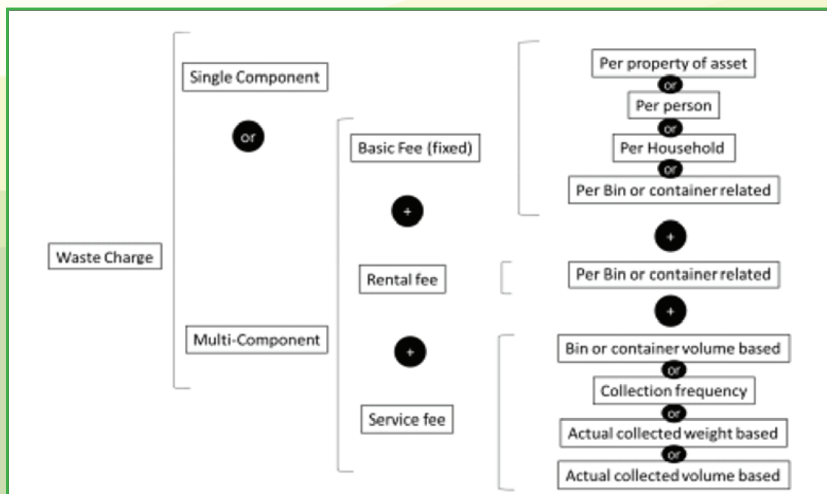 Waste Charge
Single Component
or
Multi-Component
Basic Fee (fixed)
+
Rental fee
+
Service fee
Per property of asset
or
Per person
or
Per Household
or
Per Bin or container related
+
Per Bin or container related
+
Bin or container volume based
or
Collection frequency
or
Actual collected weight based
or
Actual collected volume based